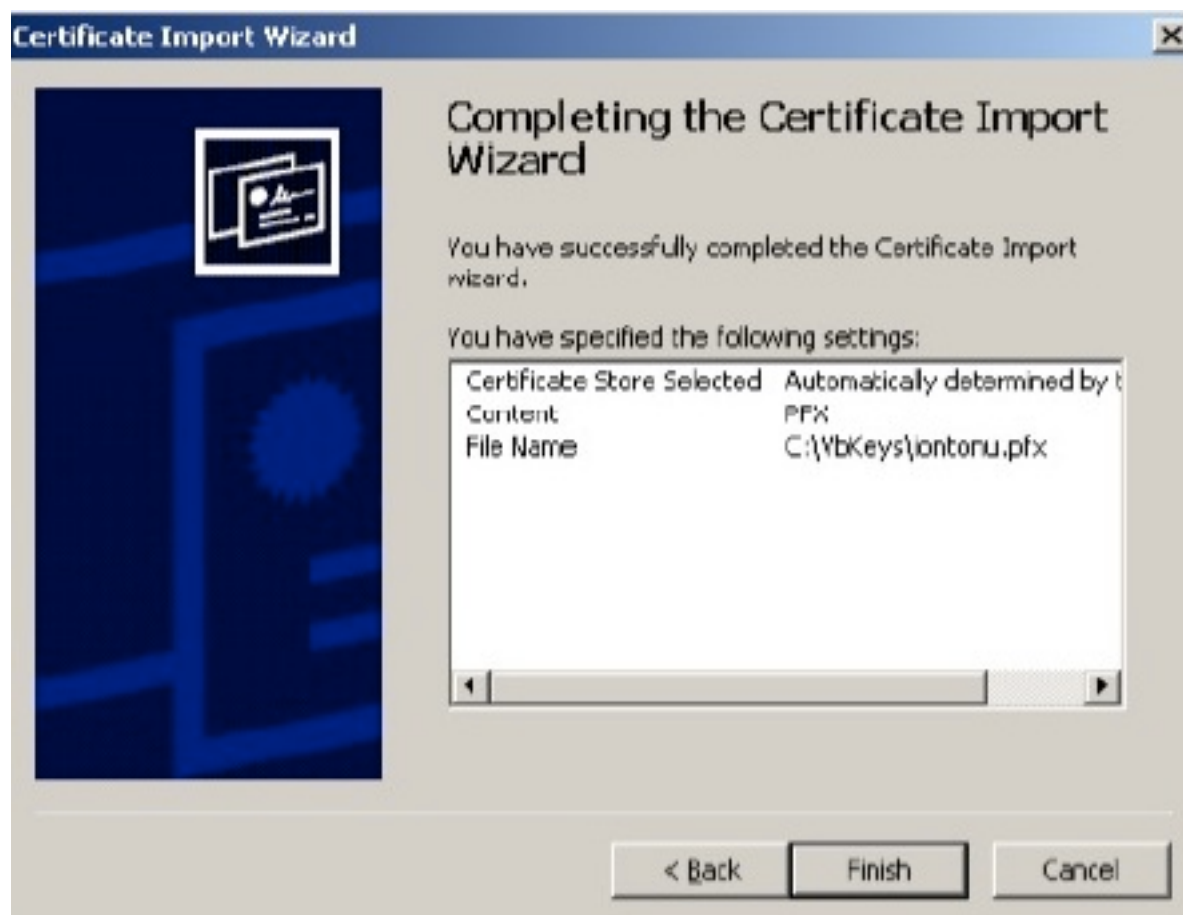 Certificate Import Wizard
Completing the Certificate Import
Wizard
You have successfully completed the Certificate Import
wizard.
You have specified the following settings:
Certificate Store Selected Automatically determined by t
Content PFX
File Name C:\VbKeys\iontonu.pfx
< Back Finish Cancel